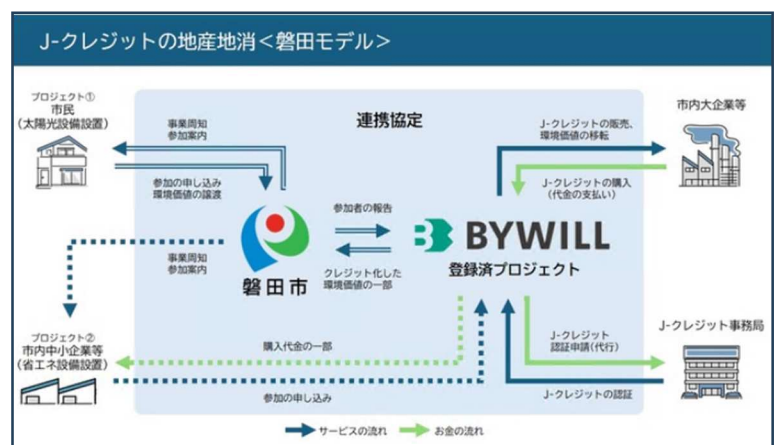 J-クレジットの地産地消＜磐田モデル＞
プロジェクト①
市民
(太陽光設備設置)
事業周知
参加案内
参加の申し込み
環境価値の譲渡
連携協定
J-クレジットの販売、
環境価値の移転
J-クレジットの購入
(代金の支払い)
市内大企業等
参加者の報告
クレジット化した
環境価値の一部
磐田市
BYWILL
登録済プロジェクト
事業周知
参加案内
プロジェクト②
市内中小企業等
(省エネ設備設置)
購入代金の一部
参加の申し込み
J-クレジット
認証申請(代行)
J-クレジットの認証
J-クレジット事務局
サービスの流れ
お金の流れ